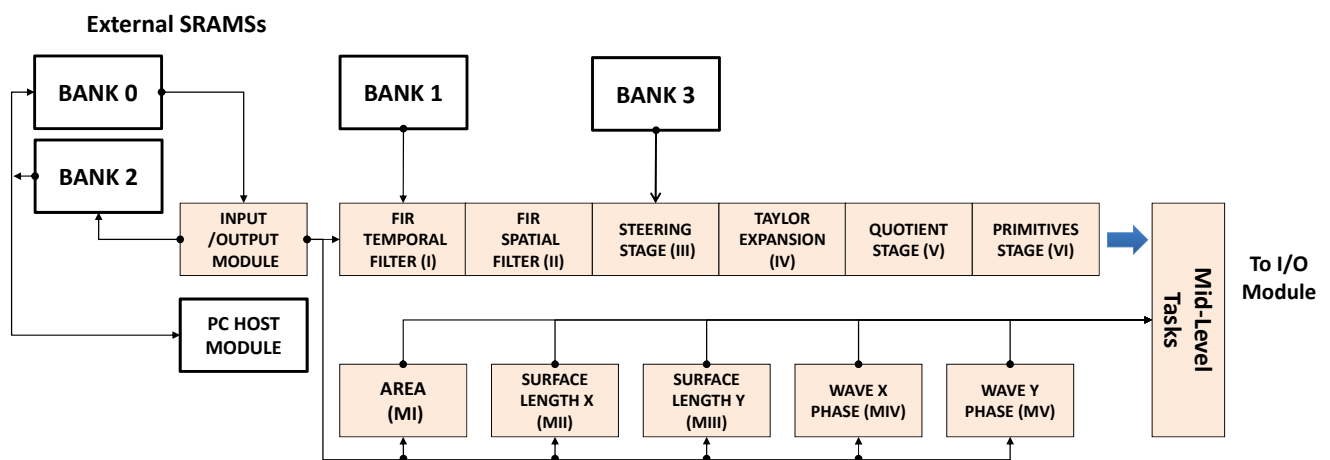 External SRAMSs
BANK 0
BANK 1
BANK 3
BANK 2
INPUT
/OUTPUT
MODULE
FIR
TEMPORAL
FILTER (I)
FIR
SPATIAL
FILTER (II)
STEERING
STAGE (III)
TAYLOR
EXPANSION
(IV)
QUOTIENT
STAGE (V)
PRIMITIVES
STAGE (VI)
Mid-Level
Tasks
To I/O
Module
PC HOST
MODULE
AREA
(MI)
SURFACE
LENGTH X
(MII)
SURFACE
LENGTH Y
(MIII)
WAVE X
PHASE (MIV)
WAVE Y
PHASE (MV)